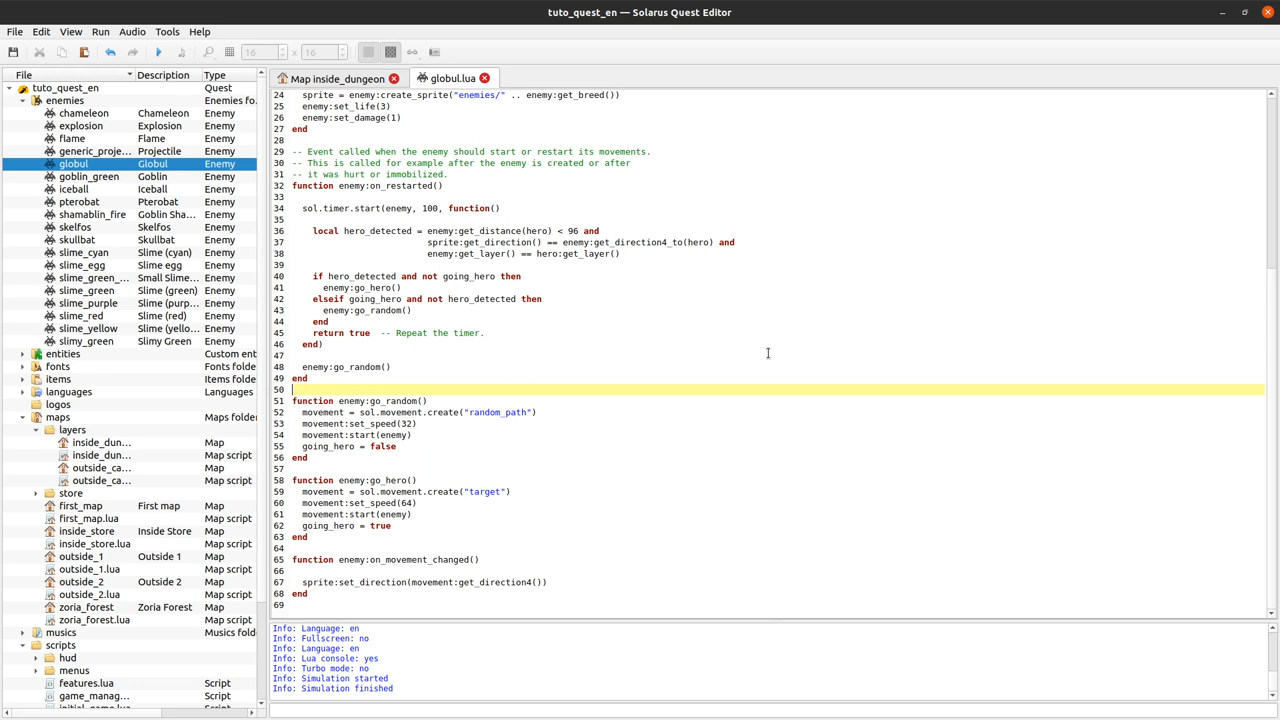 tuto_quest_en — Solarus Quest Editor
File Edit View Run Audio Tools Help
16 x 16
File Description Type
tuto_quest_en Quest
enemies Enemies fo...
chameleon Chameleon Enemy
explosion Explosion Enemy
flame Flame Enemy
generic_proje... Projectile Enemy
globul Globul Enemy
goblin_green Goblin Enemy
iceball Iceball Enemy
pterobat Pterobat Enemy
shamablin_fire Goblin Sha... Enemy
skelfos Skelfos Enemy
skullbat Skullbat Enemy
slime_cyan Slime (cyan) Enemy
slime_egg Slime egg Enemy
slime_green_... Small Slime... Enemy
slime_green Slime (green) Enemy
slime_purple Slime (purp... Enemy
slime_red Slime (red) Enemy
slime_yellow Slime (yello... Enemy
slimy_green Slimy Green Enemy
entities Custom ent
fonts Fonts folde
items Items folde
languages Languages
logos
maps Maps folder
layers
inside_dun... Map
inside_dun... Map script
outside_ca... Map
outside_ca... Map script
store
first_map First map Map
first_map.lua Map script
inside_store Inside Store Map
inside_store.lua Map script
outside_1 Outside 1 Map
outside_1.lua Map script
outside_2 Outside 2 Map
outside_2.lua Map script
zoria_forest Zoria Forest Map
zoria_forest.lua Map script
musics Musics fold
scripts
hud
menus
features.lua Script
game_manag... Script
initial_game.lua Script
Map inside_dungeon globul.lua
24 sprite = enemy:create_sprite("enemies/" .. enemy:get_breed())
25 enemy:set_life(3)
26 enemy:set_damage(1)
27 end
28
29 -- Event called when the enemy should start or restart its movements.
30 -- This is called for example after the enemy is created or after
31 -- it was hurt or immobilized.
32 function enemy:on_restarted()
33
34 sol.timer.start(enemy, 100, function()
35
36 local hero_detected = enemy:get_distance(hero) < 96 and
37 sprite:get_direction() == enemy:get_direction4_to(hero) and
38 enemy:get_layer() == hero:get_layer()
39
40 if hero_detected and not going_hero then
41 enemy:go_hero()
42 elseif going_hero and not hero_detected then
43 enemy:go_random()
44 end
45 return true -- Repeat the timer.
46 end)
47
48 enemy:go_random()
49 end
50
51 function enemy:go_random()
52 movement = sol.movement.create("random_path")
53 movement:set_speed(32)
54 movement:start(enemy)
55 going_hero = false
56 end
57
58 function enemy:go_hero()
59 movement = sol.movement.create("target")
60 movement:set_speed(64)
61 movement:start(enemy)
62 going_hero = true
63 end
64
65 function enemy:on_movement_changed()
66
67 sprite:set_direction(movement:get_direction4())
68 end
69
Info: Language: en
Info: Fullscreen: no
Info: Language: en
Info: Lua console: yes
Info: Turbo mode: no
Info: Simulation started
Info: Simulation finished